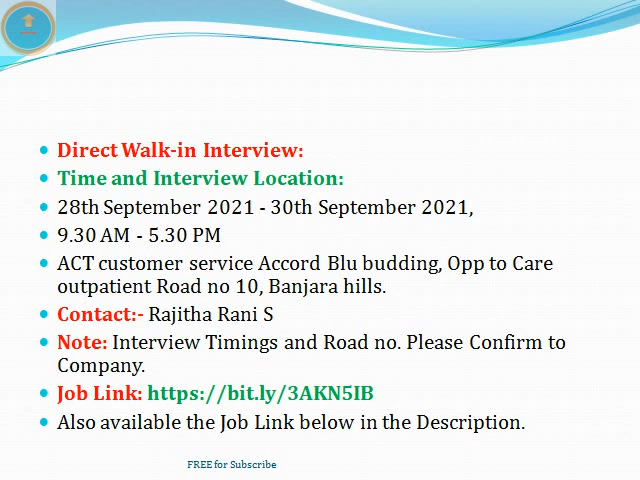 Direct Walk-in Interview:
Time and Interview Location:
28th September 2021 - 30th September 2021,
9.30 AM - 5.30 PM
ACT customer service Accord Blu budding, Opp to Care
outpatient Road no 10, Banjara hills.
Contact:- Rajitha Rani S
Note: Interview Timings and Road no. Please Confirm to
Company.
Job Link: https://bit.ly/3AKN5IB
Also available the Job Link below in the Description.
FREE for Subscribe